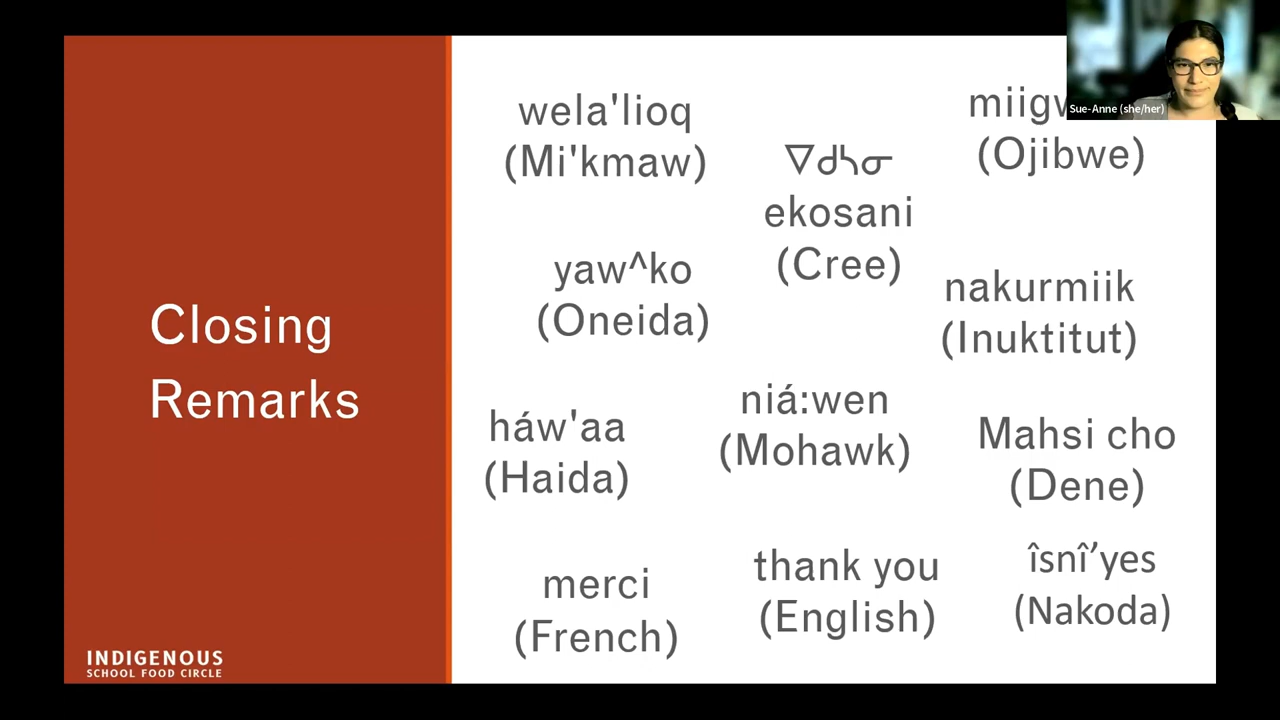 Closing
Remarks
INDIGENOUS
SCHOOL FOOD CIRCLE
wela'lioq
(Mi'kmaw)
ᐁᑯᓴᓂ
ekosani
(Cree)
(Ojibwe)
yaw^ko
(Oneida)
nakurmiik
(Inuktitut)
háw'aa
(Haida)
niá:wen
(Mohawk)
Mahsi cho
(Dene)
merci
(French)
thank you
(English)
îsnî’yes
(Nakoda)
Sue-Anne (she/her)